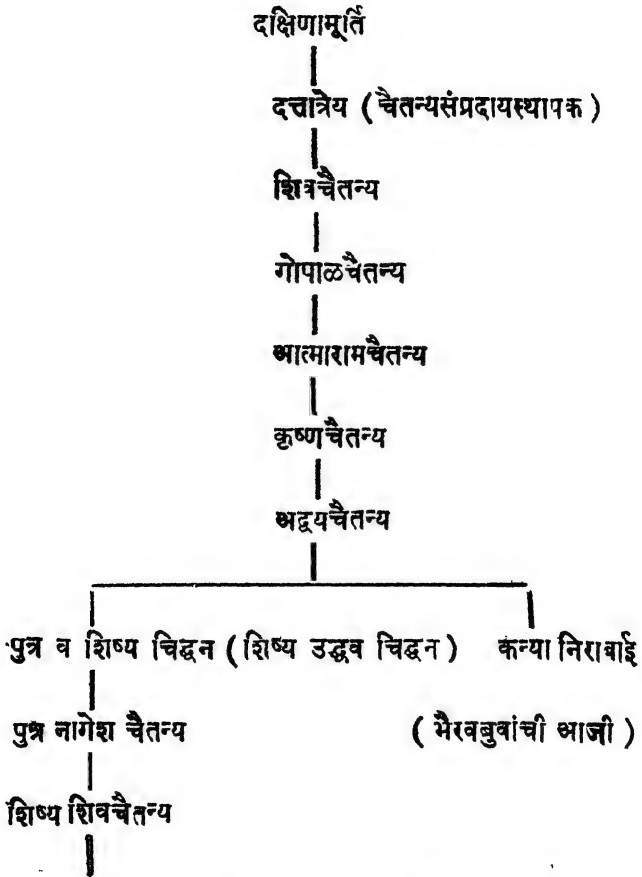 दक्षिणामूर्ति
दत्तात्रेय (चैतन्यसंप्रदायस्थापक)
शिवचैतन्य
गोपाळचैतन्य
आत्मारामचैतन्य
कृष्णचैतन्य
अद्वयचैतन्य
पुत्र व शिष्य चिद्घन (शिष्य उद्धव चिद्घन) कन्या निराबाई
पुत्र नागेश चैतन्य (भैरवबुवांची आजी)
शिष्य शिवचैतन्य